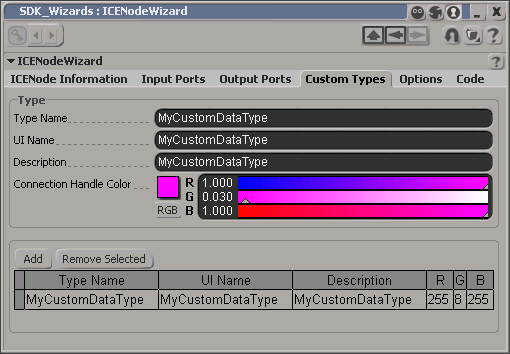 SDK_Wizards : ICENodeWizard
ICENodeWizard ?
ICENode Information Input Ports Output Ports Custom Types Options Code
Type
Type Name MyCustomDataType
UI Name MyCustomDataType
Description MyCustomDataType
Connection Handle Color R 1.000
G 0.030
RGB B 1.000
Add Remove Selected
Type Name UI Name Description R G B
MyCustomDataType MyCustomDataType MyCustomDataType 255 8 255